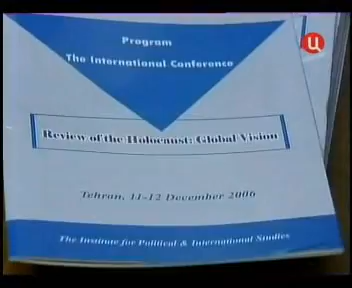 Program
The International Conference
Review of the Holocaust: Global Vision
Tehran, 11-12 December 2006
The Institute for Political & International Studies